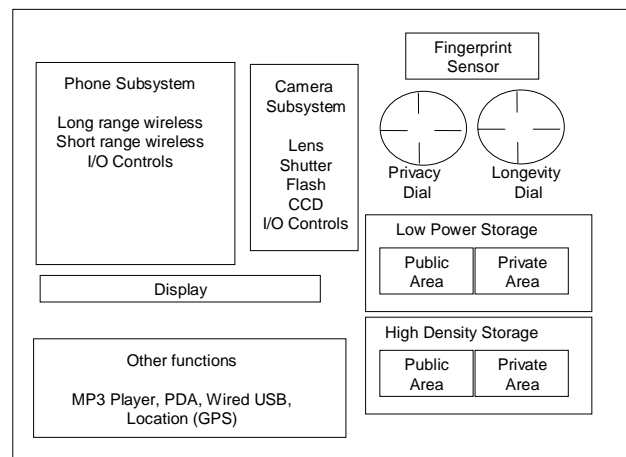 Phone Subsystem
Long range wireless
Short range wireless
I/O Controls
Camera
Subsystem
Lens
Shutter
Flash
CCD
I/O Controls
Fingerprint
Sensor
Privacy
Dial
Longevity
Dial
Low Power Storage
Public
Area
Private
Area
Display
High Density Storage
Public
Area
Private
Area
Other functions
MP3 Player, PDA, Wired USB,
Location (GPS)